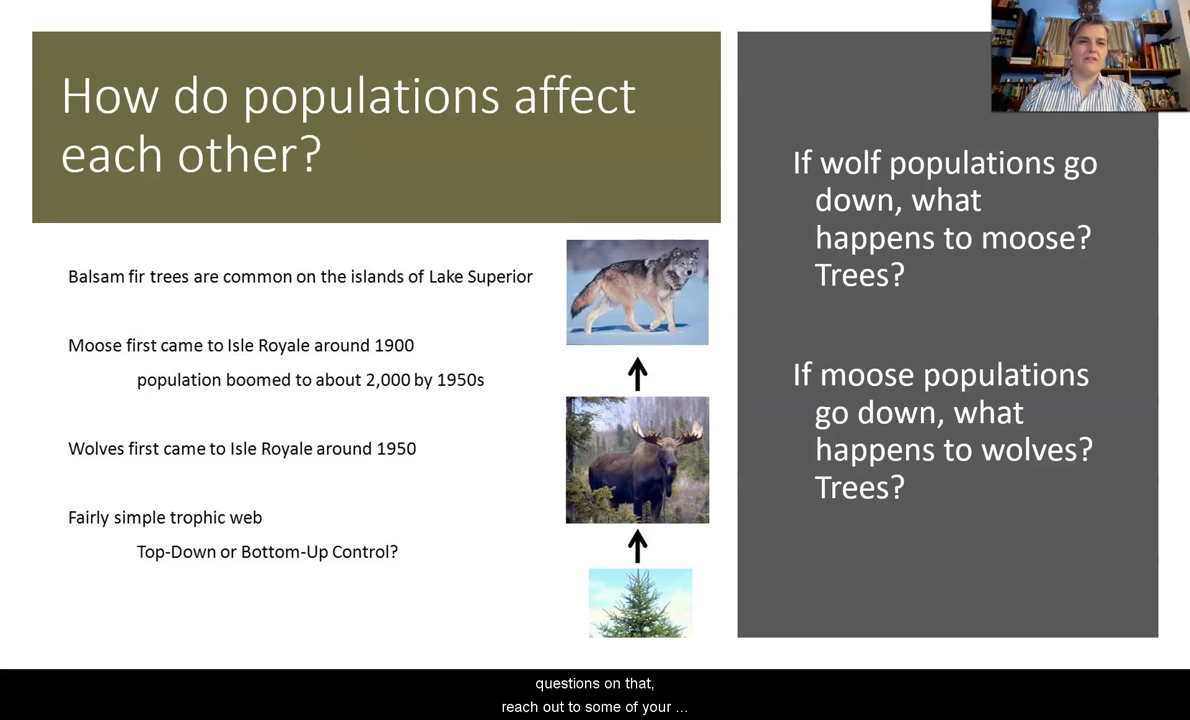 How do populations affect
each other?
Balsam fir trees are common on the islands of Lake Superior
Moose first came to Isle Royale around 1900
population boomed to about 2,000 by 1950s
Wolves first came to Isle Royale around 1950
Fairly simple trophic web
Top-Down or Bottom-Up Control?
If wolf populations go
down, what
happens to moose?
Trees?
If moose populations
go down, what
happens to wolves?
Trees?
questions on that,
reach out to some of your ...